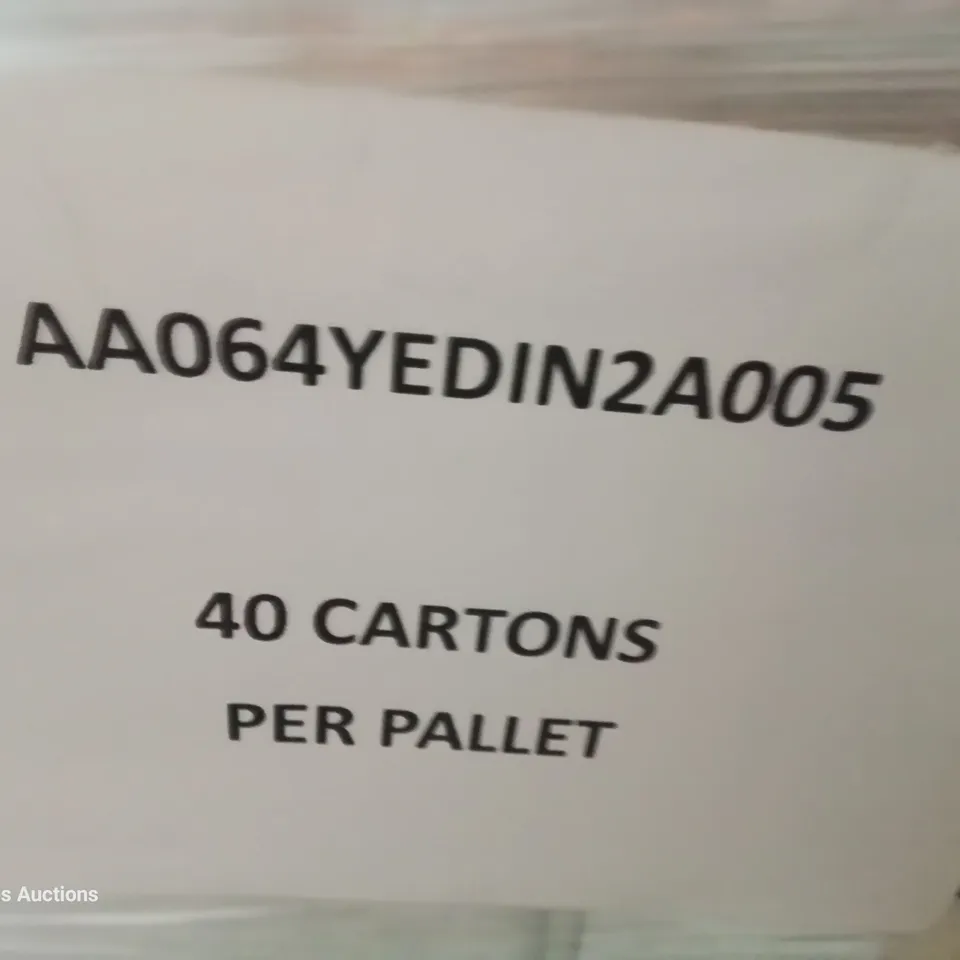 AA064YEDIN2A005
40 CARTONS
PER PALLET
s Auctions